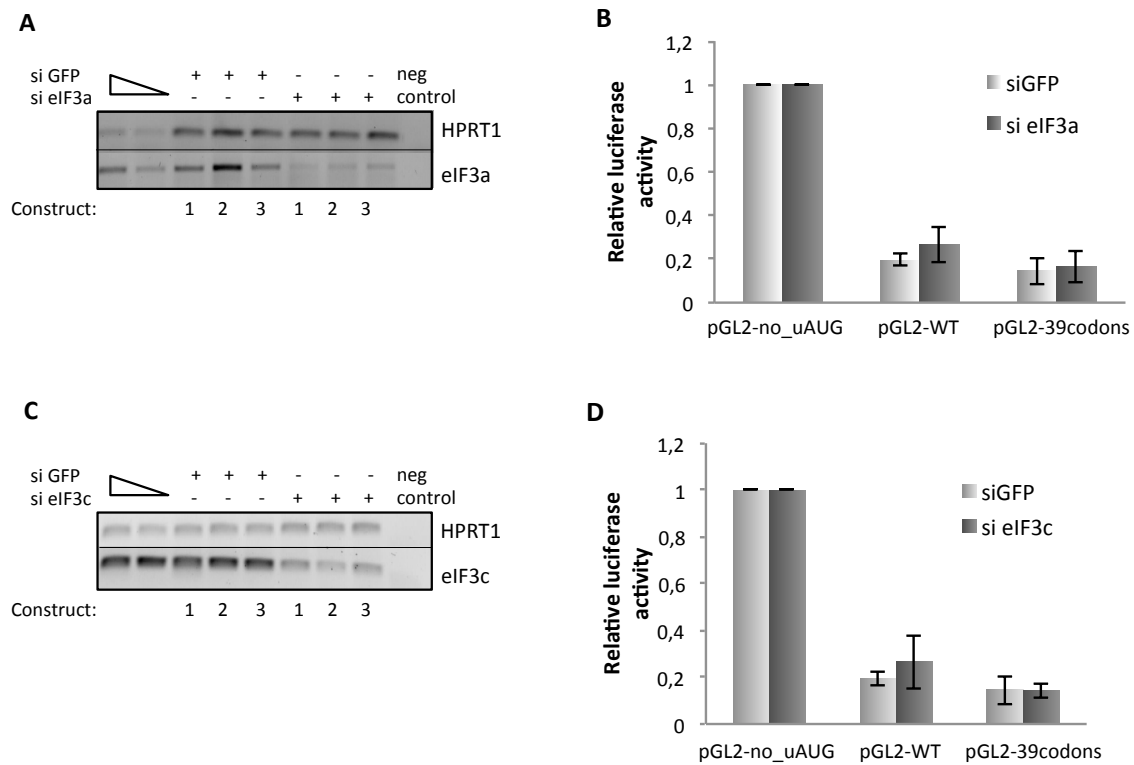 A
si GFP + + + - - - neg
si eIF3a - - - + + + control
HPRT1
eIF3a
Construct: 1 2 3 1 2 3
B
Relative luciferase
activity
1,2
1
0,8
0,6
0,4
0,2
0
siGFP
si eIF3a
pGL2-no_uAUG pGL2-WT pGL2-39codons
C
si GFP + + + - - - neg
si eIF3c - - - + + + control
HPRT1
eIF3c
Construct: 1 2 3 1 2 3
D
Relative luciferase
activity
1,2
1
0,8
0,6
0,4
0,2
0
siGFP
si eIF3c
pGL2-no_uAUG pGL2-WT pGL2-39codons